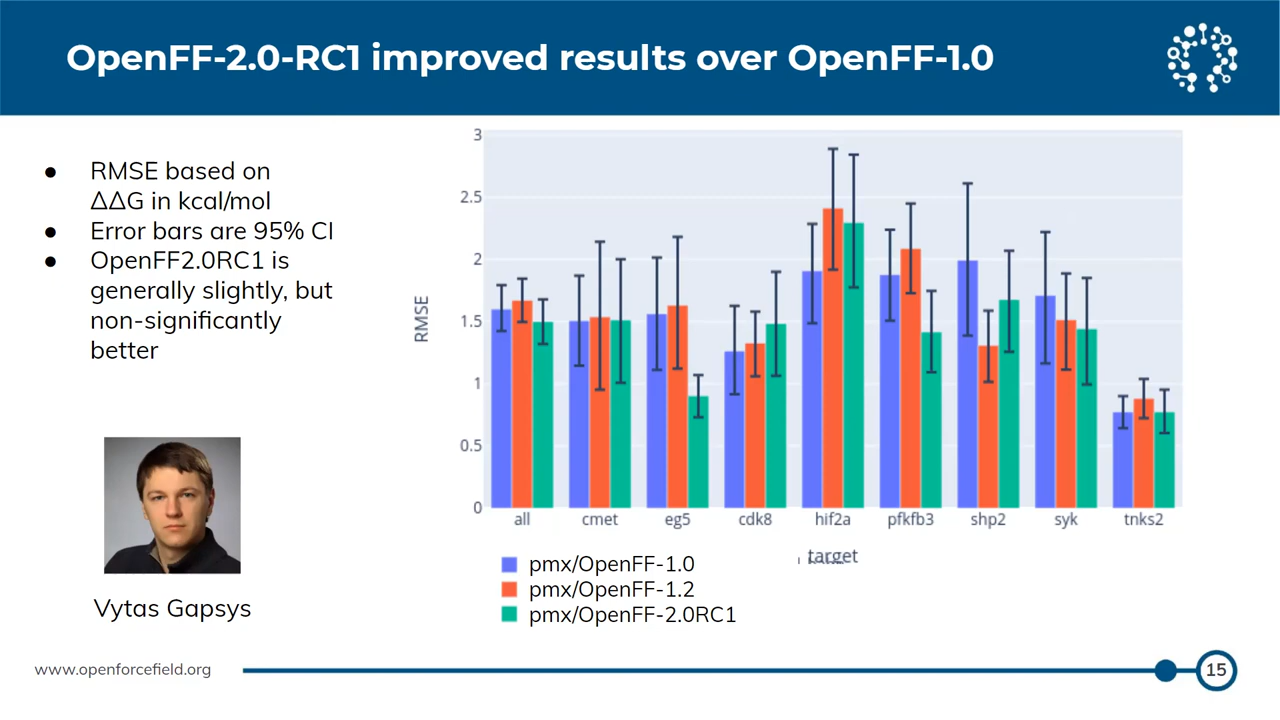 OpenFF-2.0-RC1 improved results over OpenFF-1.0
● RMSE based on
ΔΔG in kcal/mol
● Error bars are 95% CI
● OpenFF2.0RC1 is
generally slightly, but
non-significantly
better
Vytas Gapsys
RMSE
3
2.5
2
1.5
1
0.5
0
all cmet eg5 cdk8 hif2a pfkfb3 shp2 syk tnks2
target
pmx/OpenFF-1.0
pmx/OpenFF-1.2
pmx/OpenFF-2.0RC1
www.openforcefield.org
15